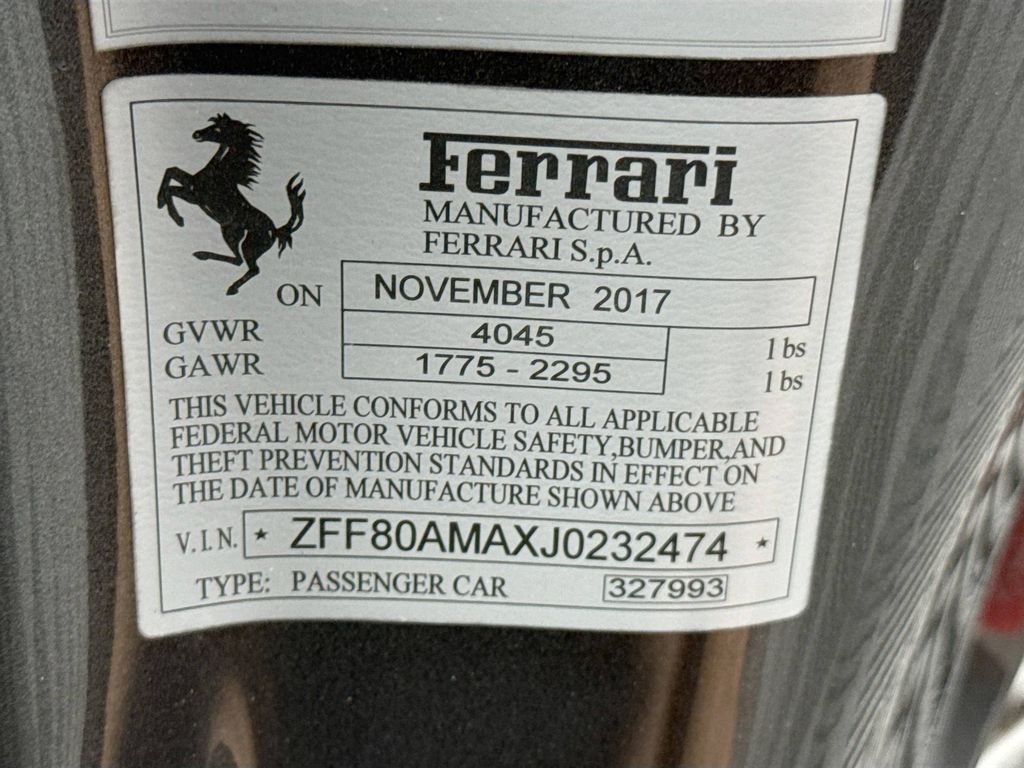 Ferrari
MANUFACTURED BY
FERRARI S.p.A.
ON NOVEMBER 2017
GVWR 4045 lbs
GAWR 1775 - 2295 lbs
THIS VEHICLE CONFORMS TO ALL APPLICABLE
FEDERAL MOTOR VEHICLE SAFETY,BUMPER,AND
THEFT PREVENTION STANDARDS IN EFFECT ON
THE DATE OF MANUFACTURE SHOWN ABOVE
V.I.N. * ZFF80AMAXJ0232474 *
TYPE: PASSENGER CAR 327993